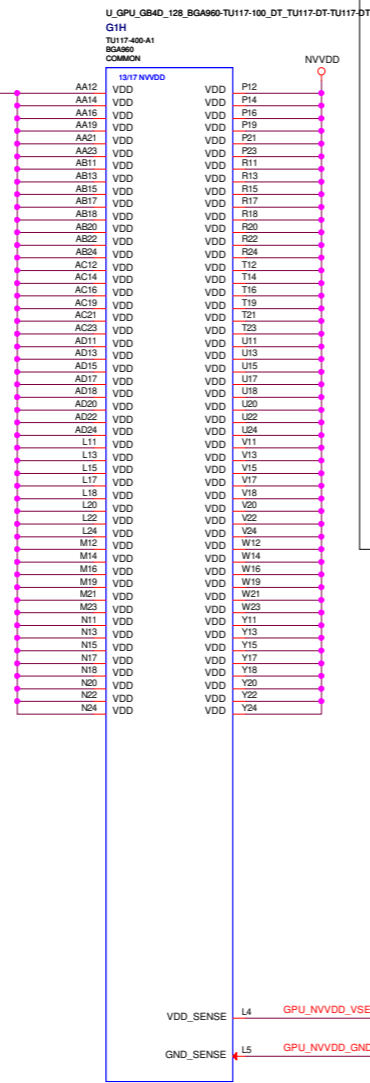 U_GPU_GB4D_128_BGA960-TU117-100_DT_TU117-DT-TU117-DT
G1H
TU117-400-A1
BGA960
COMMON
NVVDD
13/17 NVVDD
AA12 VDD VDD P12
AA14 VDD VDD P14
AA16 VDD VDD P16
AA19 VDD VDD P19
AA21 VDD VDD P21
AA23 VDD VDD P23
AB11 VDD VDD R11
AB13 VDD VDD R13
AB15 VDD VDD R15
AB17 VDD VDD R17
AB18 VDD VDD R18
AB20 VDD VDD R20
AB22 VDD VDD R22
AB24 VDD VDD R24
AC12 VDD VDD T12
AC14 VDD VDD T14
AC16 VDD VDD T16
AC19 VDD VDD T19
AC21 VDD VDD T21
AC23 VDD VDD T23
AD11 VDD VDD U11
AD13 VDD VDD U13
AD15 VDD VDD U15
AD17 VDD VDD U17
AD18 VDD VDD U18
AD20 VDD VDD U20
AD22 VDD VDD U22
AD24 VDD VDD U24
L11 VDD VDD V11
L13 VDD VDD V13
L15 VDD VDD V15
L17 VDD VDD V17
L18 VDD VDD V18
L20 VDD VDD V20
L22 VDD VDD V22
L24 VDD VDD V24
M12 VDD VDD W12
M14 VDD VDD W14
M16 VDD VDD W16
M19 VDD VDD W19
M21 VDD VDD W21
M23 VDD VDD W23
N11 VDD VDD Y11
N13 VDD VDD Y13
N15 VDD VDD Y15
N17 VDD VDD Y17
N18 VDD VDD Y18
N20 VDD VDD Y20
N22 VDD VDD Y22
N24 VDD VDD Y24
VDD_SENSE L4 GPU_NVVDD_VSE
GND_SENSE L5 GPU_NVVDD_GND